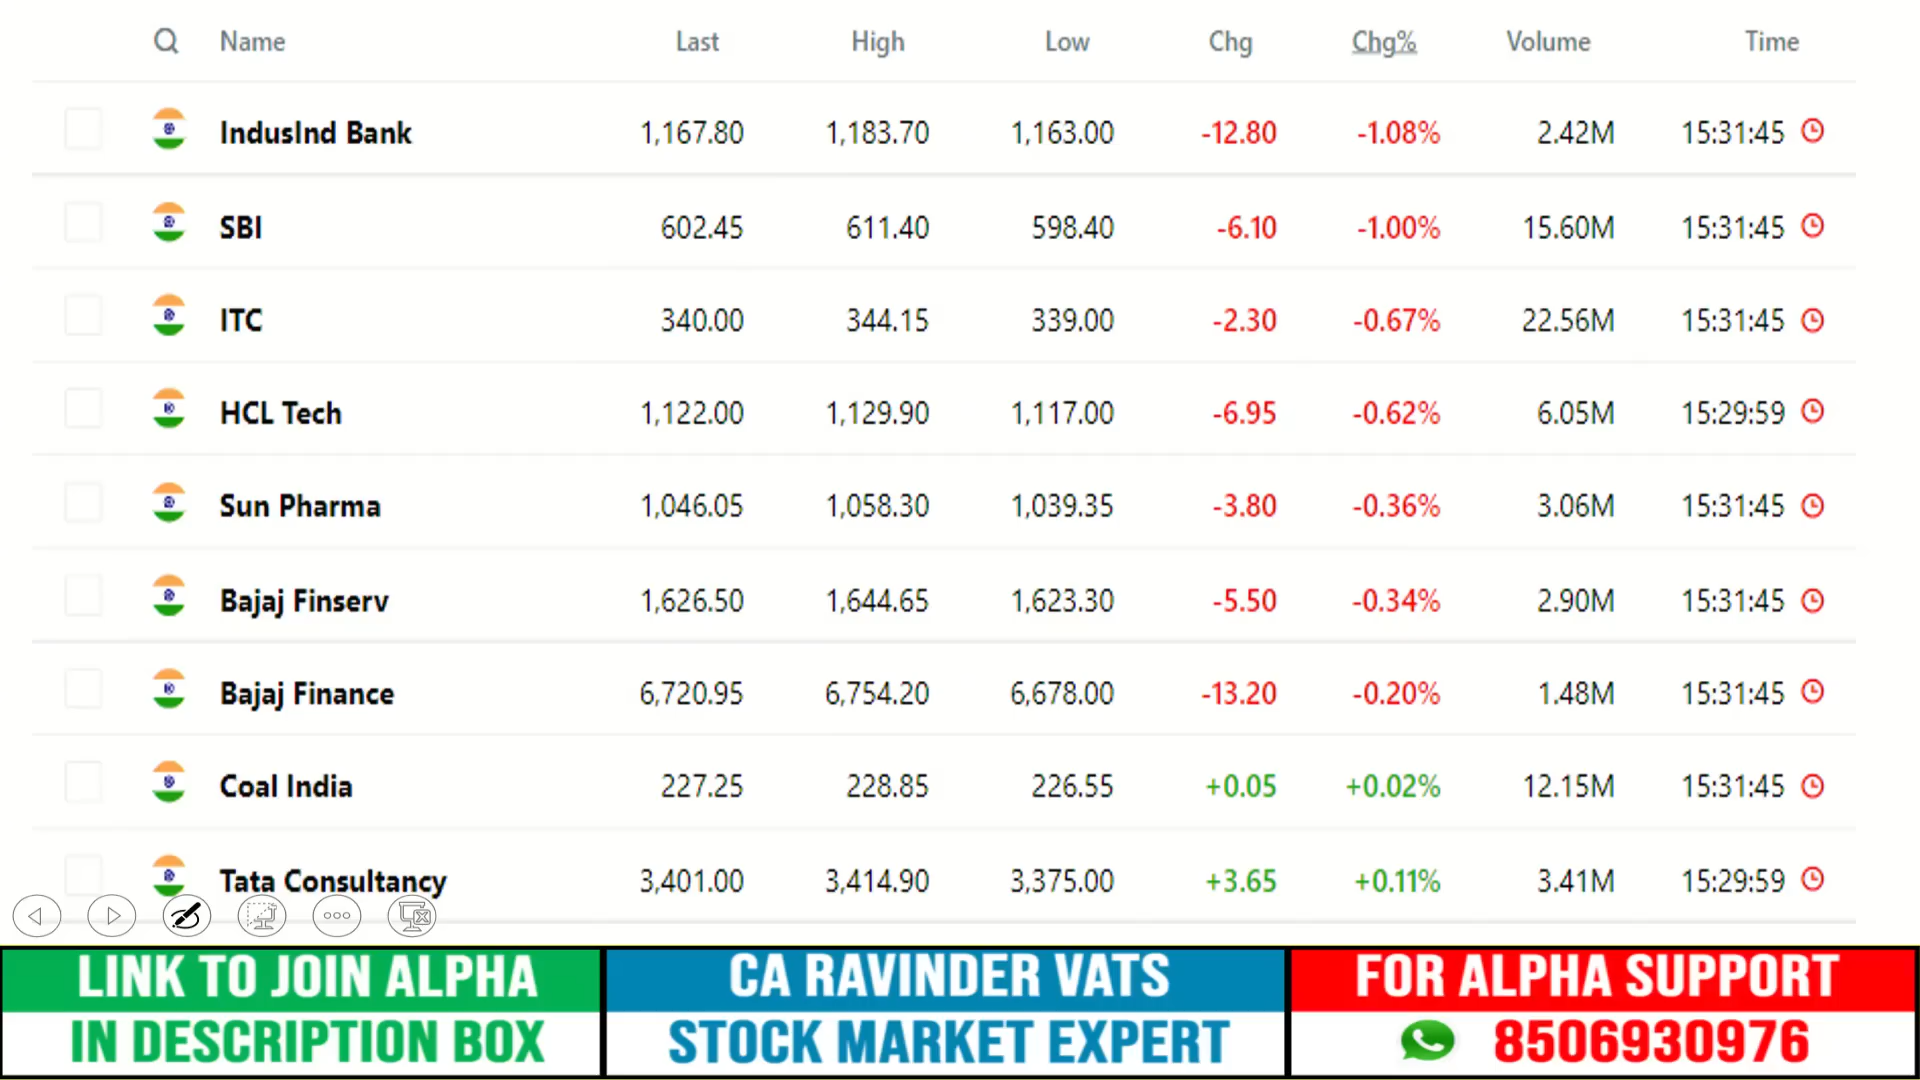 Name Last High Low Chg Chg% Volume Time
IndusInd Bank 1,167.80 1,183.70 1,163.00 -12.80 -1.08% 2.42M 15:31:45
SBI 602.45 611.40 598.40 -6.10 -1.00% 15.60M 15:31:45
ITC 340.00 344.15 339.00 -2.30 -0.67% 22.56M 15:31:45
HCL Tech 1,122.00 1,129.90 1,117.00 -6.95 -0.62% 6.05M 15:29:59
Sun Pharma 1,046.05 1,058.30 1,039.35 -3.80 -0.36% 3.06M 15:31:45
Bajaj Finserv 1,626.50 1,644.65 1,623.30 -5.50 -0.34% 2.90M 15:31:45
Bajaj Finance 6,720.95 6,754.20 6,678.00 -13.20 -0.20% 1.48M 15:31:45
Coal India 227.25 228.85 226.55 +0.05 +0.02% 12.15M 15:31:45
Tata Consultancy 3,401.00 3,414.90 3,375.00 +3.65 +0.11% 3.41M 15:29:59
LINK TO JOIN ALPHA
IN DESCRIPTION BOX
CA RAVINDER VATS
STOCK MARKET EXPERT
FOR ALPHA SUPPORT
8506930976